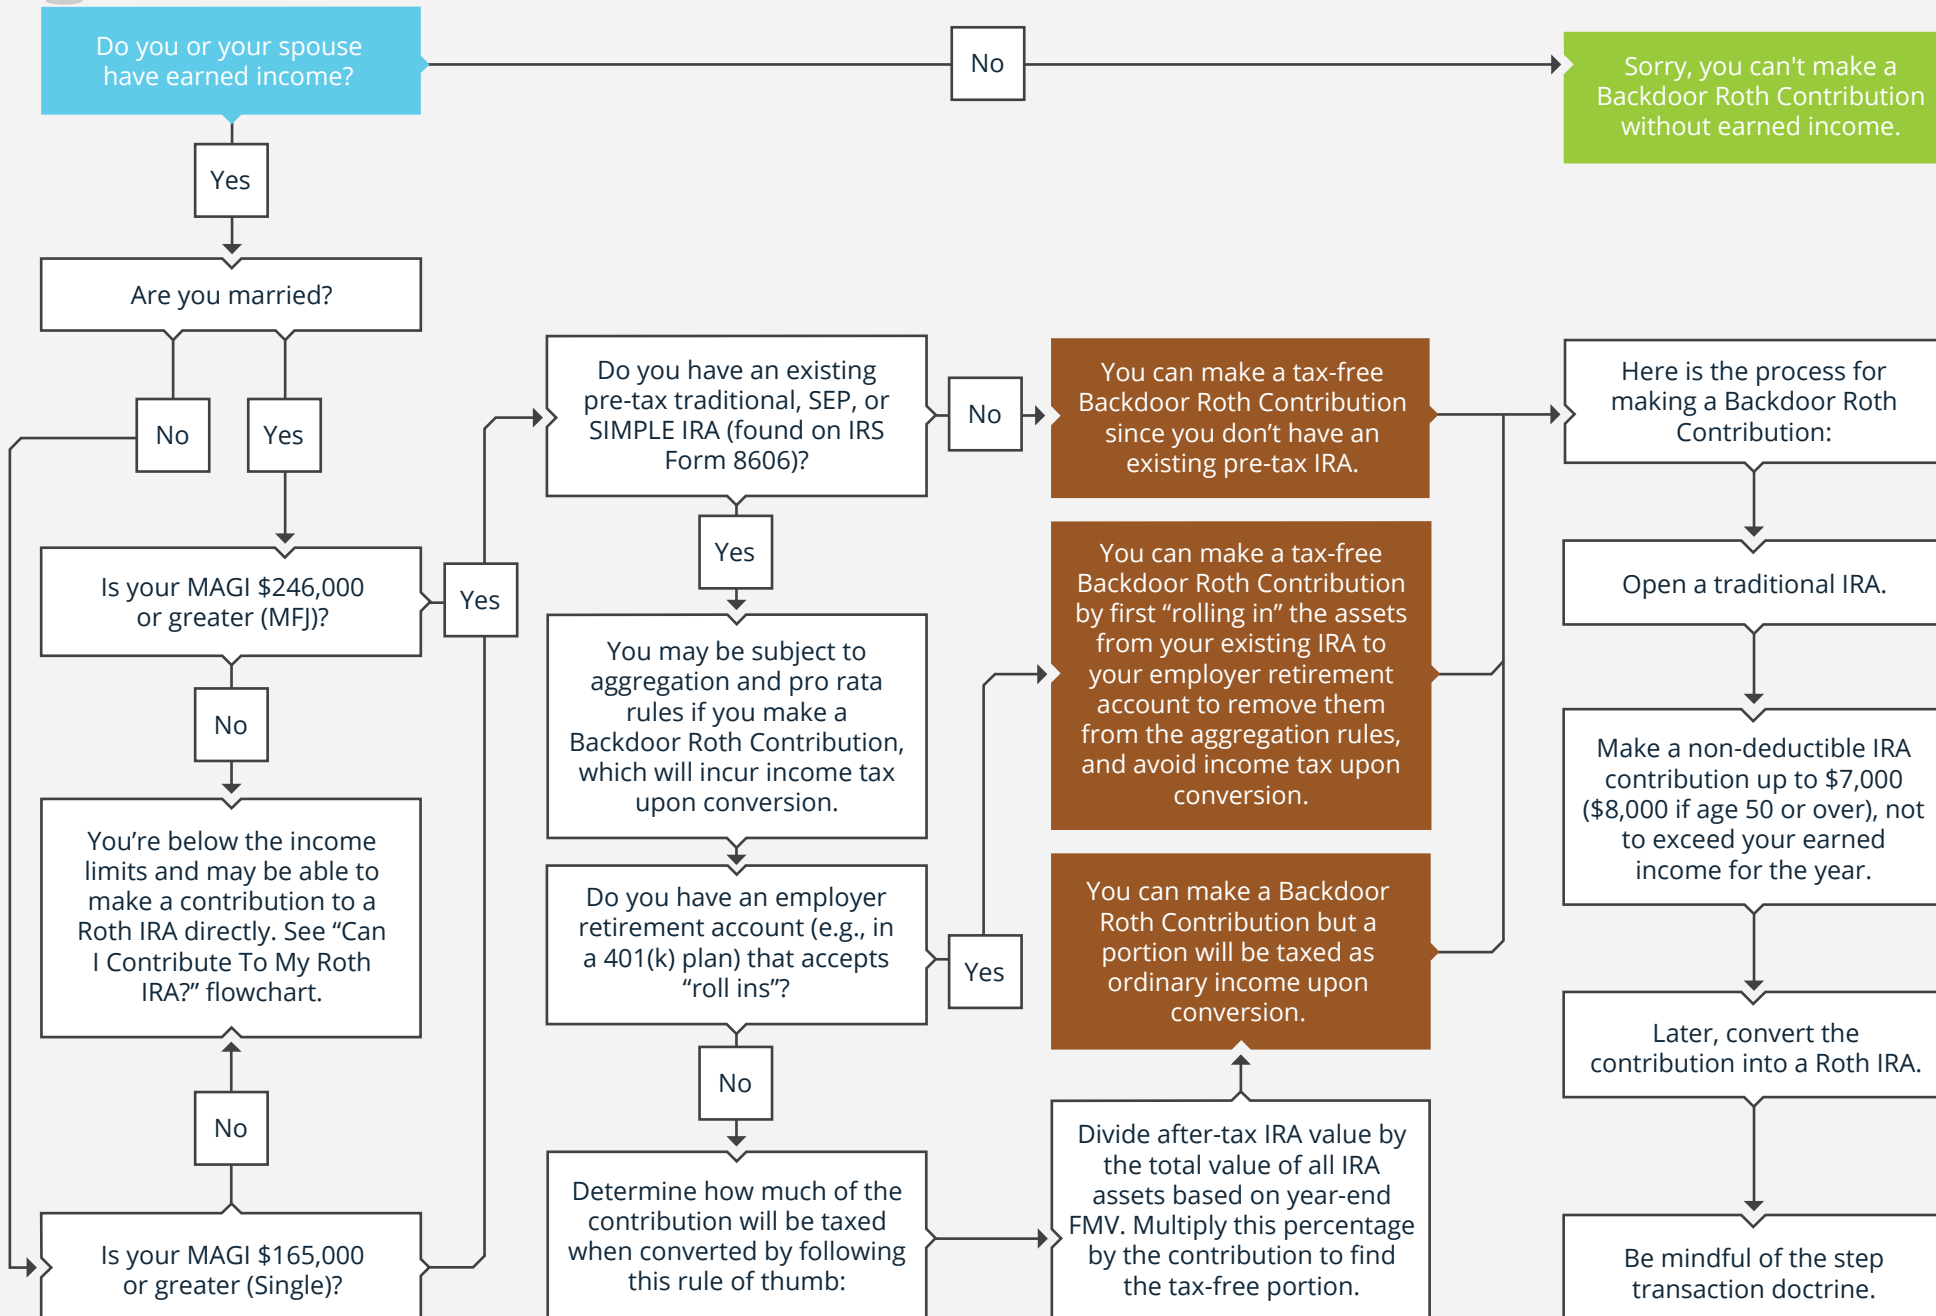 Do you or your spouse
have earned income?
No
Sorry, you can't make a
Backdoor Roth Contribution
without earned income.
Yes
Are you married?
No
Yes
Is your MAGI $246,000
or greater (MFJ)?
Yes
No
You’re below the income
limits and may be able to
make a contribution to a
Roth IRA directly. See “Can
I Contribute To My Roth
IRA?” flowchart.
No
Is your MAGI $165,000
or greater (Single)?
Do you have an existing
pre-tax traditional, SEP, or
SIMPLE IRA (found on IRS
Form 8606)?
No
Yes
You may be subject to
aggregation and pro rata
rules if you make a
Backdoor Roth Contribution,
which will incur income tax
upon conversion.
Do you have an employer
retirement account (e.g., in
a 401(k) plan) that accepts
“roll ins”?
Yes
No
Determine how much of the
contribution will be taxed
when converted by following
this rule of thumb:
You can make a tax-free
Backdoor Roth Contribution
since you don’t have an
existing pre-tax IRA.
You can make a tax-free
Backdoor Roth Contribution
by first “rolling in” the assets
from your existing IRA to
your employer retirement
account to remove them
from the aggregation rules,
and avoid income tax upon
conversion.
You can make a Backdoor
Roth Contribution but a
portion will be taxed as
ordinary income upon
conversion.
Divide after-tax IRA value by
the total value of all IRA
assets based on year-end
FMV. Multiply this percentage
by the contribution to find
the tax-free portion.
Here is the process for
making a Backdoor Roth
Contribution:
Open a traditional IRA.
Make a non-deductible IRA
contribution up to $7,000
($8,000 if age 50 or over), not
to exceed your earned
income for the year.
Later, convert the
contribution into a Roth IRA.
Be mindful of the step
transaction doctrine.